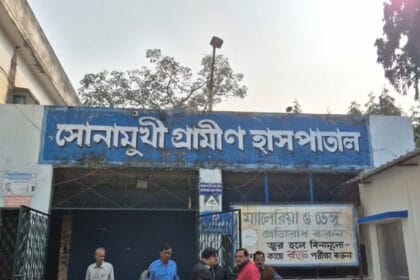 সোনামুখী গ্রামীণ হাসপাতাল
ম্যালেরিয়া ও ডেঙ্গু
প্রতিরোধ করুন
জ্বর হলে বিনামূল্যে-
কাছে রক্ত পরীক্ষা করুন